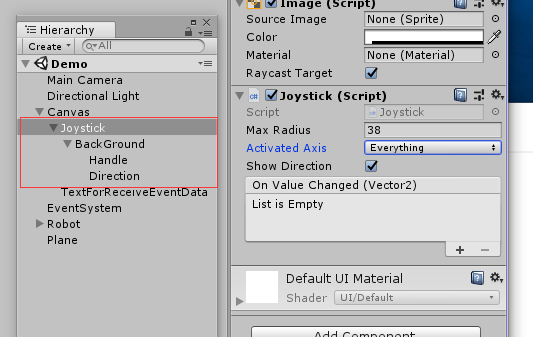 Hierarchy
Create
All
Demo
Main Camera
Directional Light
Canvas
Joystick
BackGround
Handle
Direction
TextForReceiveEventData
EventSystem
Robot
Plane
Image (Script)
Source Image
None (Sprite)
Color
Material
None (Material)
Raycast Target
Joystick (Script)
Script
Joystick
Max Radius
38
Activated Axis
Everything
Show Direction
On Value Changed (Vector2)
List is Empty
Default UI Material
Shader
UI/Default
Add Component